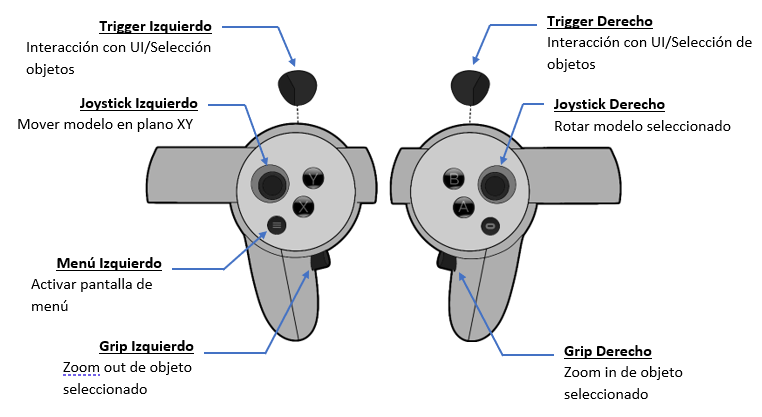 Trigger Izquierdo
Interacción con UI/Selección
objetos
Joystick Izquierdo
Mover modelo en plano XY
Menú Izquierdo
Activar pantalla de
menú
Grip Izquierdo
Zoom out de objeto
seleccionado
Y
X
Trigger Derecho
Interacción con UI/Selección de
objetos
Joystick Derecho
Rotar modelo seleccionado
B
A
Grip Derecho
Zoom in de objeto
seleccionado